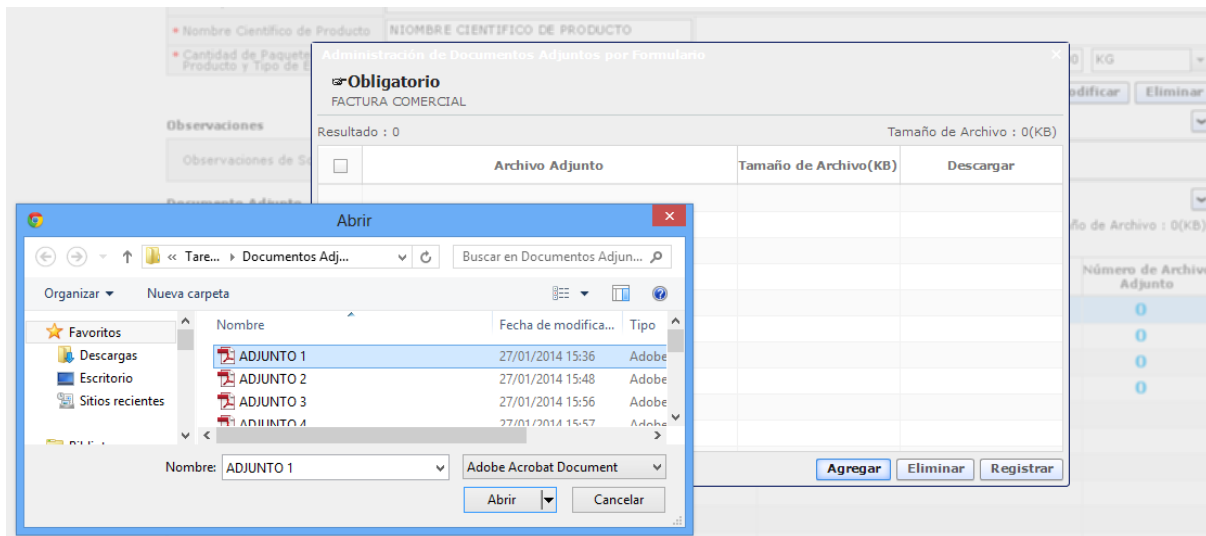 * Nombre Científico de Producto NIOMBRE CIENTIFICO DE PRODUCTO
* Cantidad de Paquete
Producto y Tipo de E
0 KG
Administración de Documentos Adjuntos por Formulario
Obligatorio
FACTURA COMERCIAL
odificar Eliminar
Observaciones
Resultado : 0 Tamaño de Archivo : 0(KB)
Observaciones de So
Archivo Adjunto Tamaño de Archivo(KB) Descargar
Documento Adjunto
ño de Archivo : 0(KB)
Número de Archivo
Adjunto
0
0
0
0
Abrir
« Tare... Documentos Adj... Buscar en Documentos Adjun...
Organizar Nueva carpeta
Favoritos
Descargas
Escritorio
Sitios recientes
Nombre Fecha de modifica... Tipo
ADJUNTO 1 27/01/2014 15:36 Adobe
ADJUNTO 2 27/01/2014 15:48 Adobe
ADJUNTO 3 27/01/2014 15:56 Adobe
ADJUNTO 4 27/01/2014 15:57 Adobe
Nombre: ADJUNTO 1 Adobe Acrobat Document
Abrir Cancelar
Agregar Eliminar Registrar